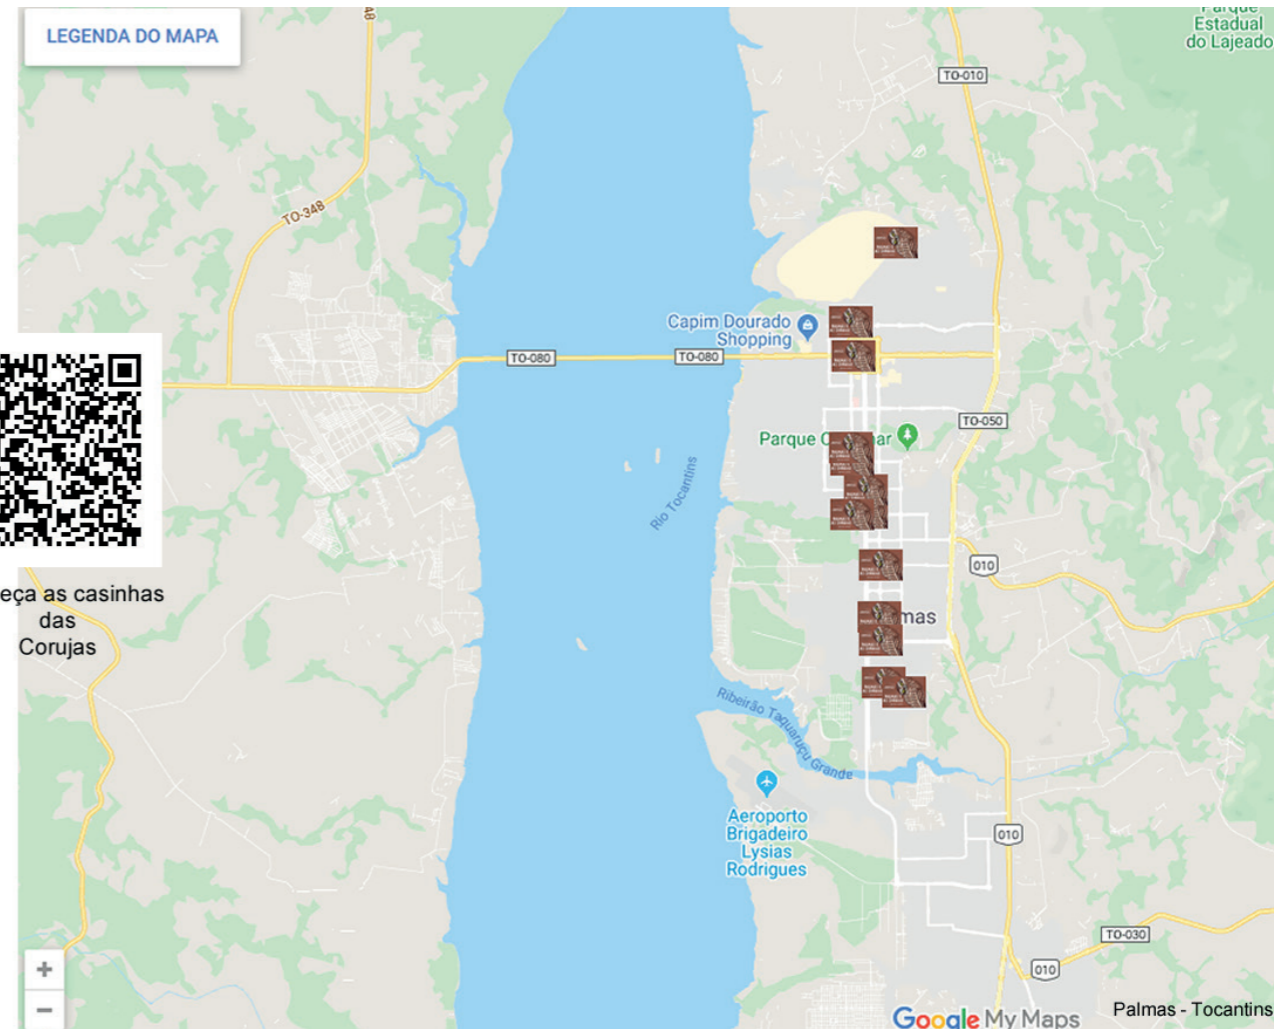 LEGENDA DO MAPA
Estadual
do Lajeado
TO-010
TO-348
Capim Dourado
Shopping
TO-080
TO-080
TO-050
Parque
Rio Tocantins
010
eça as casinhas
das
Corujas
mas
Ribeirão Taquaruçu Grande
Aeroporto
Brigadeiro
Lysias
Rodrigues
010
TO-030
010
+
−
Google My Maps
Palmas - Tocantins